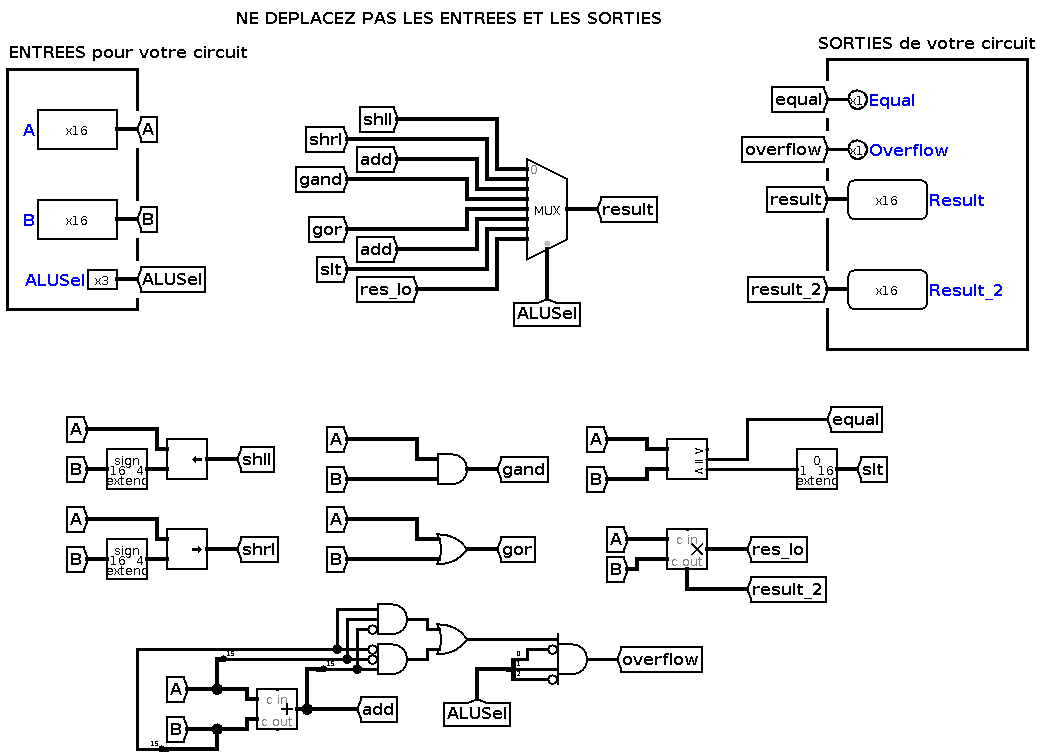 NE DEPLACEZ PAS LES ENTREES ET LES SORTIES
ENTREES pour votre circuit
SORTIES de votre circuit
A x16 A
B x16 B
ALUSel x3 ALUSel
shll
shrl
add
gand
gor
add
slt
res_lo
0
MUX
result
ALUSel
equal x1 Equal
overflow x1 Overflow
result x16 Result
result_2 x16 Result_2
A
B
sign
16 4
extend
shll
A
B
sign
16 4
extend
shrl
A
B
gand
A
B
gor
A
B
> = <
equal
0
1 16
extend
slt
A
B
c in
×
c out
res_lo
result_2
15
15
15
A
B
c in
+
c out
add
0
1
2
ALUSel
overflow